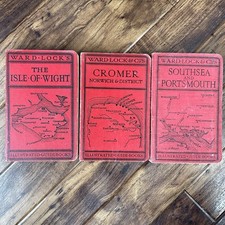 WARD·LOCK'S
THE
ISLE·OF·WIGHT
ILLUSTRATED·GUIDE·BOOKS
WARD·LOCK & Co's
CROMER
NORWICH & DISTRICT
ILLUSTRATED·GUIDE·BOOKS
WARD·LOCK & Co's
SOUTHSEA
AND
PORTSMOUTH
ILLUSTRATED·GUIDE·BOOKS